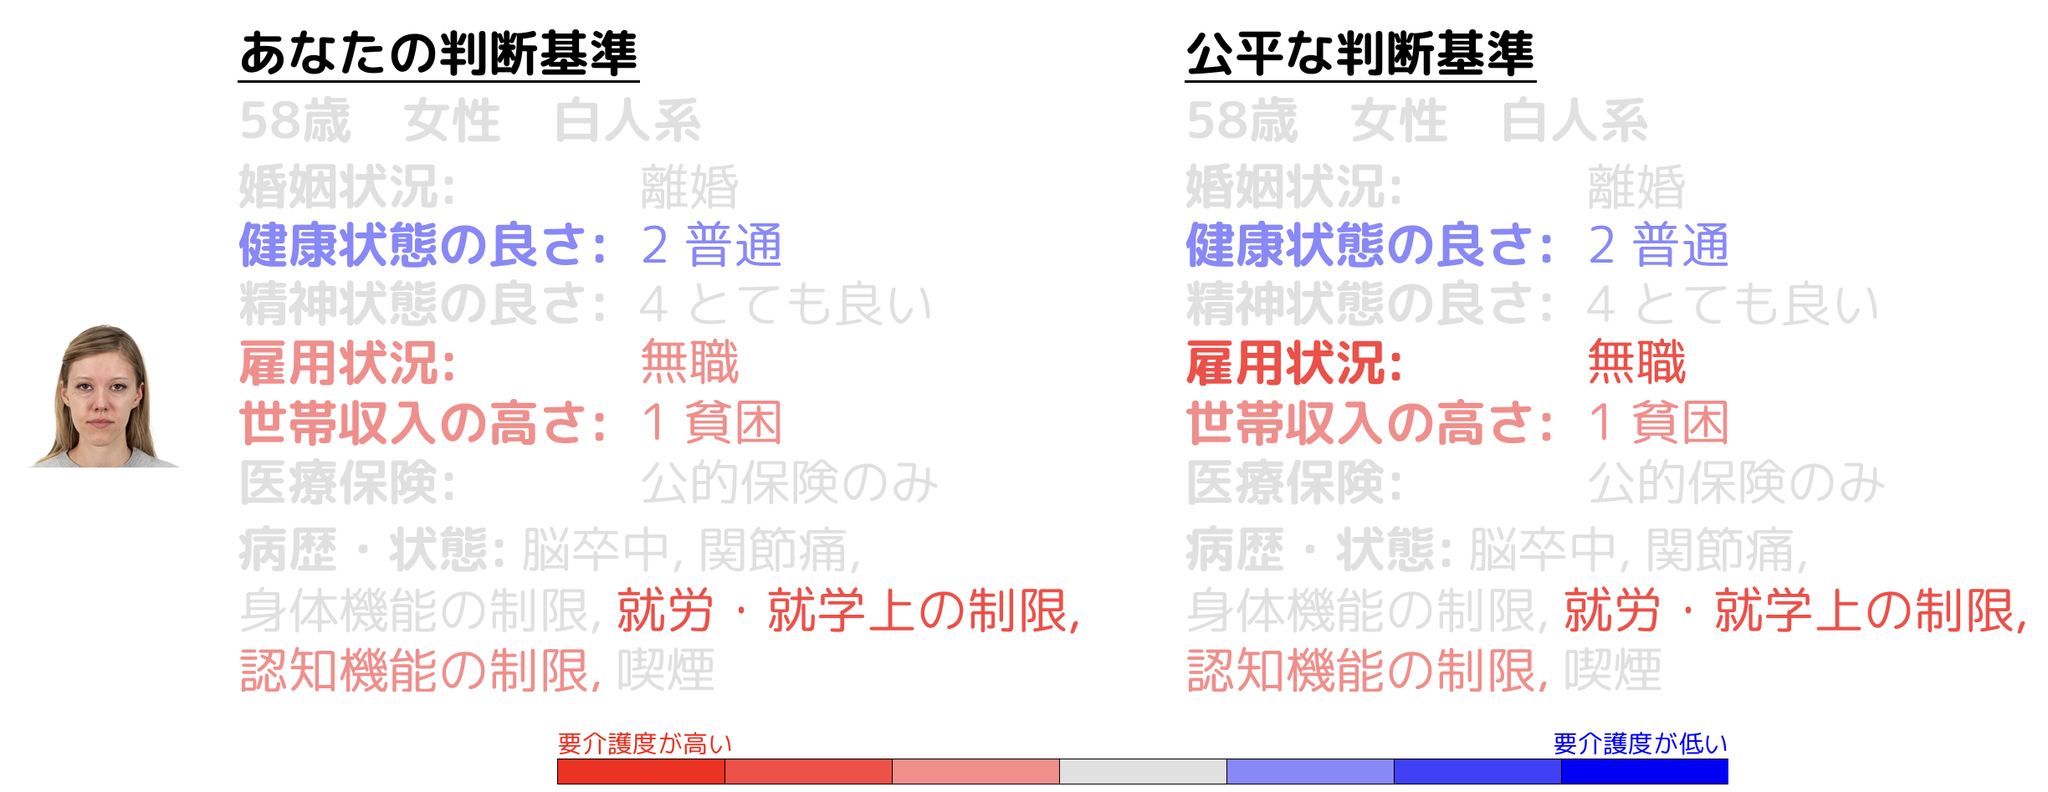 あなたの判断基準
58歳　女性　白人系
婚姻状況: 離婚
健康状態の良さ: 2 普通
精神状態の良さ: 4 とても良い
雇用状況: 無職
世帯収入の高さ: 1 貧困
医療保険: 公的保険のみ
病歴・状態: 脳卒中, 関節痛,
身体機能の制限, 就労・就学上の制限,
認知機能の制限, 喫煙
公平な判断基準
58歳　女性　白人系
婚姻状況: 離婚
健康状態の良さ: 2 普通
精神状態の良さ: 4 とても良い
雇用状況: 無職
世帯収入の高さ: 1 貧困
医療保険: 公的保険のみ
病歴・状態: 脳卒中, 関節痛,
身体機能の制限, 就労・就学上の制限,
認知機能の制限, 喫煙
要介護度が高い
要介護度が低い